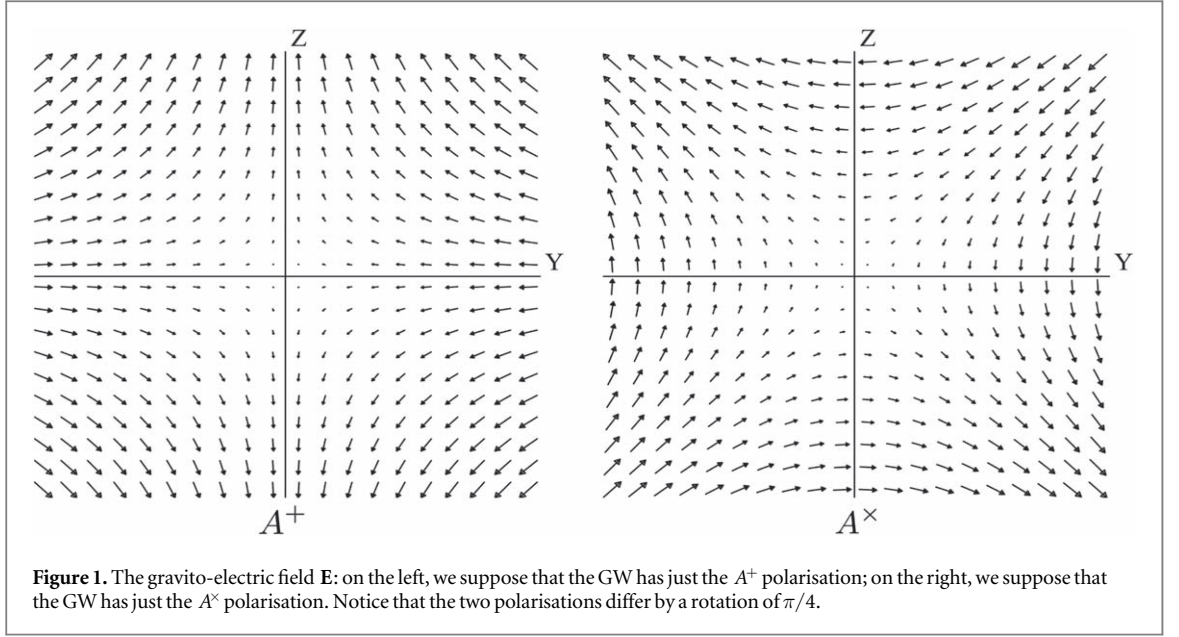 Z
Z
Y
Y
A⁺
A×
Figure 1. The gravito-electric field E: on the left, we suppose that the GW has just the A⁺ polarisation; on the right, we suppose that
the GW has just the A× polarisation. Notice that the two polarisations differ by a rotation of π/4.